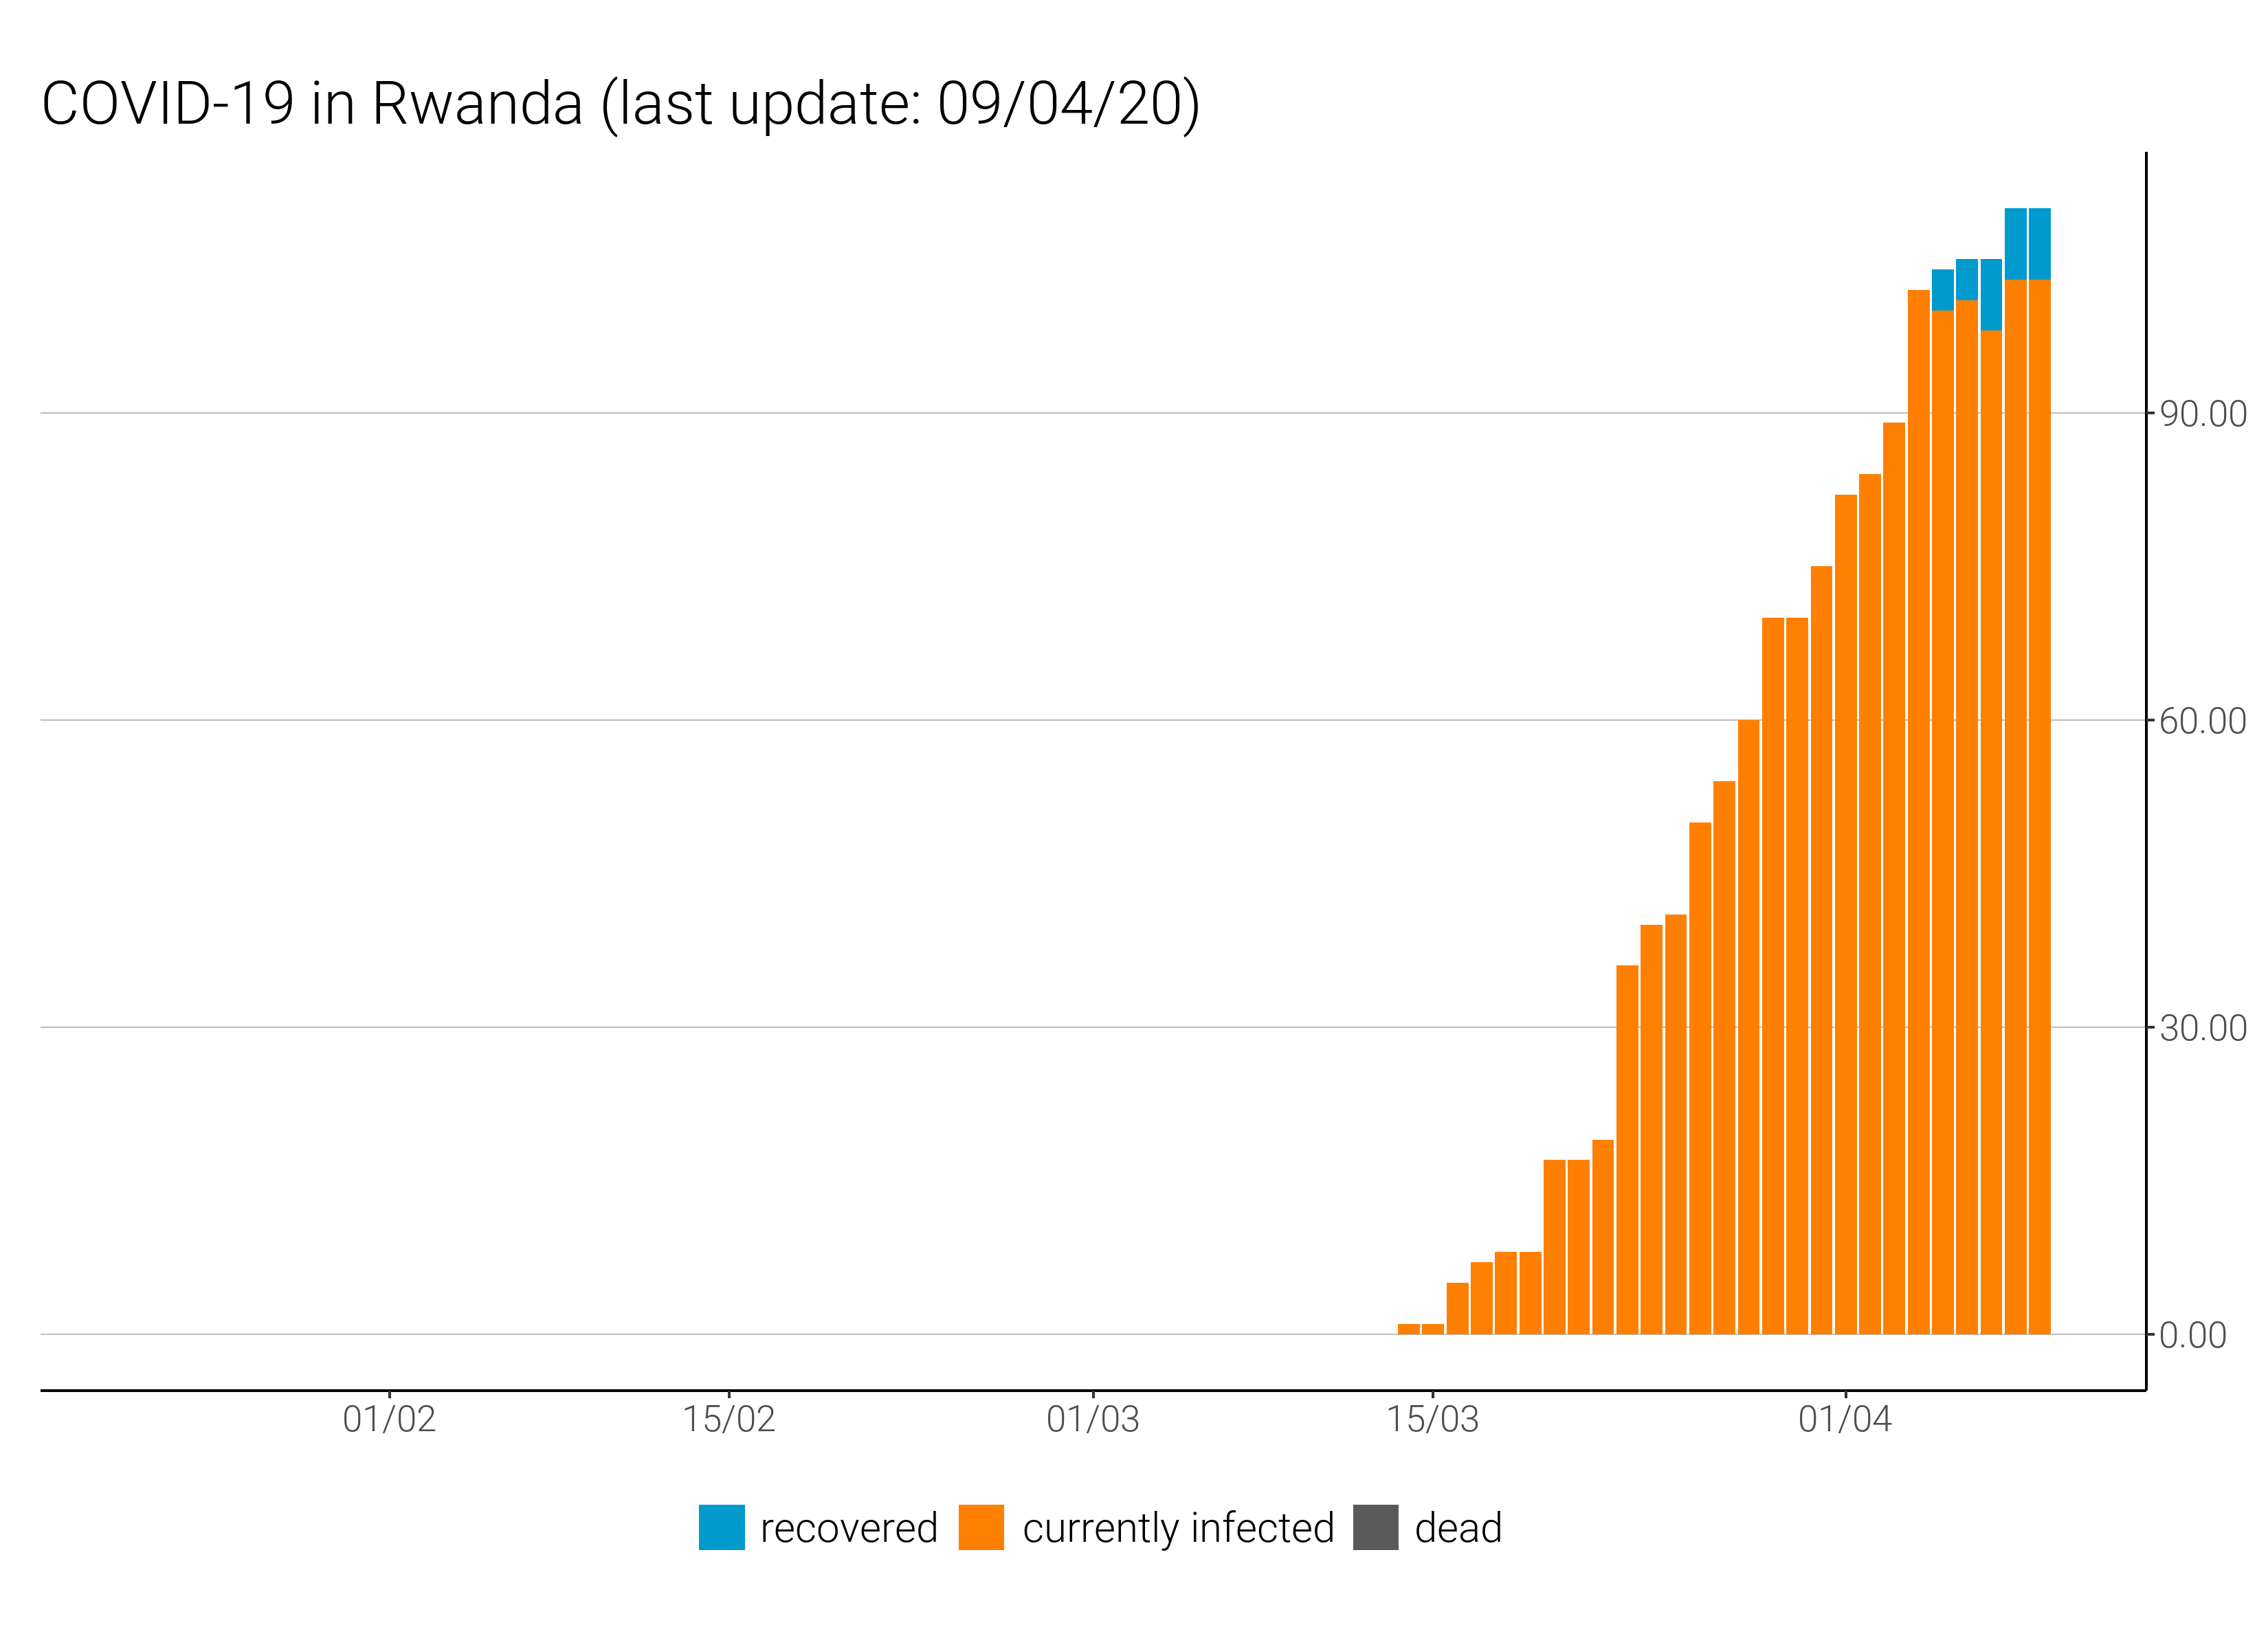 COVID-19 in Rwanda (last update: 09/04/20)
90.00
60.00
30.00
0.00
01/02 15/02 01/03 15/03 01/04
recovered currently infected dead